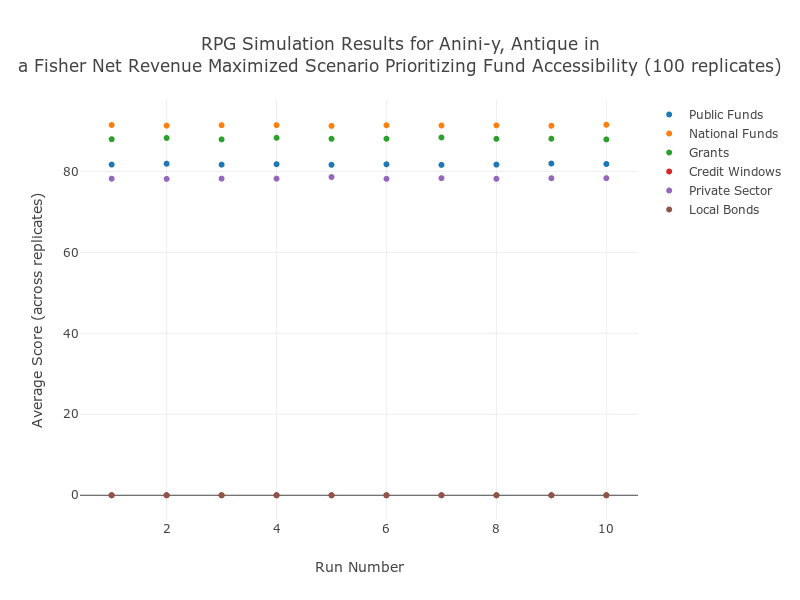 RPG Simulation Results for Anini-y, Antique in
a Fisher Net Revenue Maximized Scenario Prioritizing Fund Accessibility (100 replicates)
Public Funds
National Funds
Grants
Credit Windows
Private Sector
Local Bonds
Average Score (across replicates)
80
60
40
20
0
2
4
6
8
10
Run Number